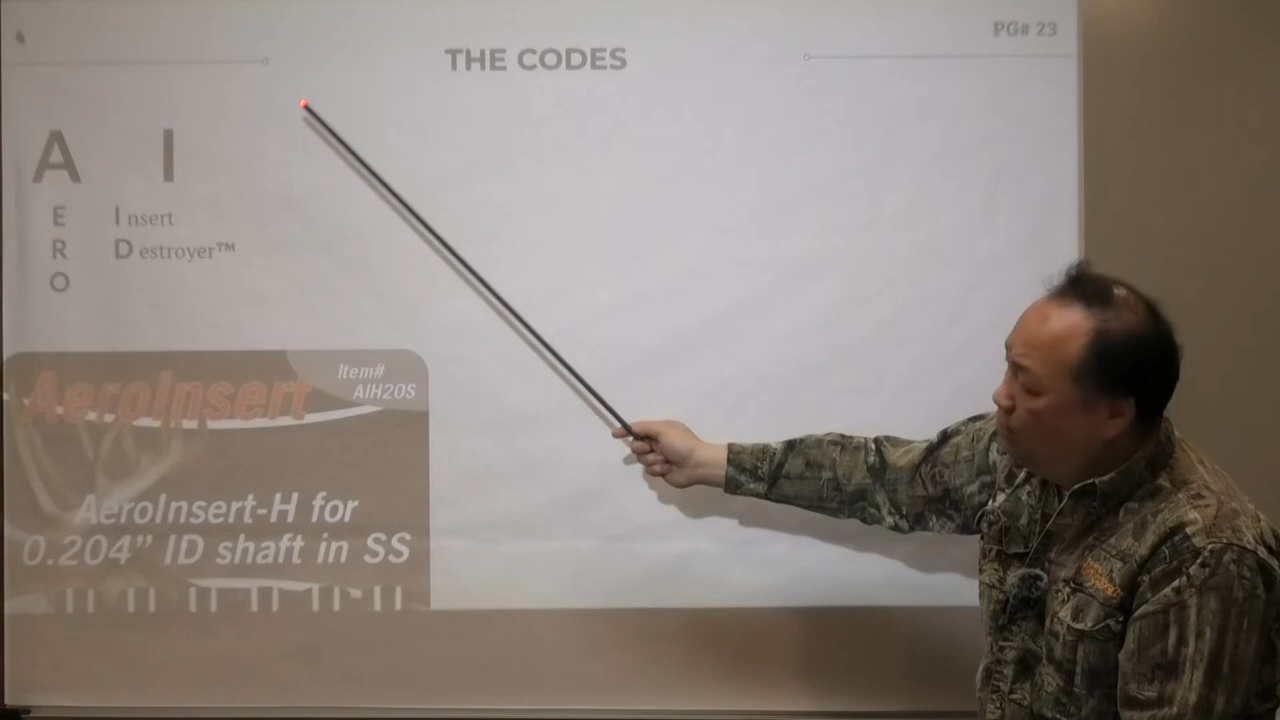 PG# 23
THE CODES
A I
E
R
O
Insert
Destroyer™
AeroInsert
Item#
AIH20S
AeroInsert-H for
0.204” ID shaft in SS